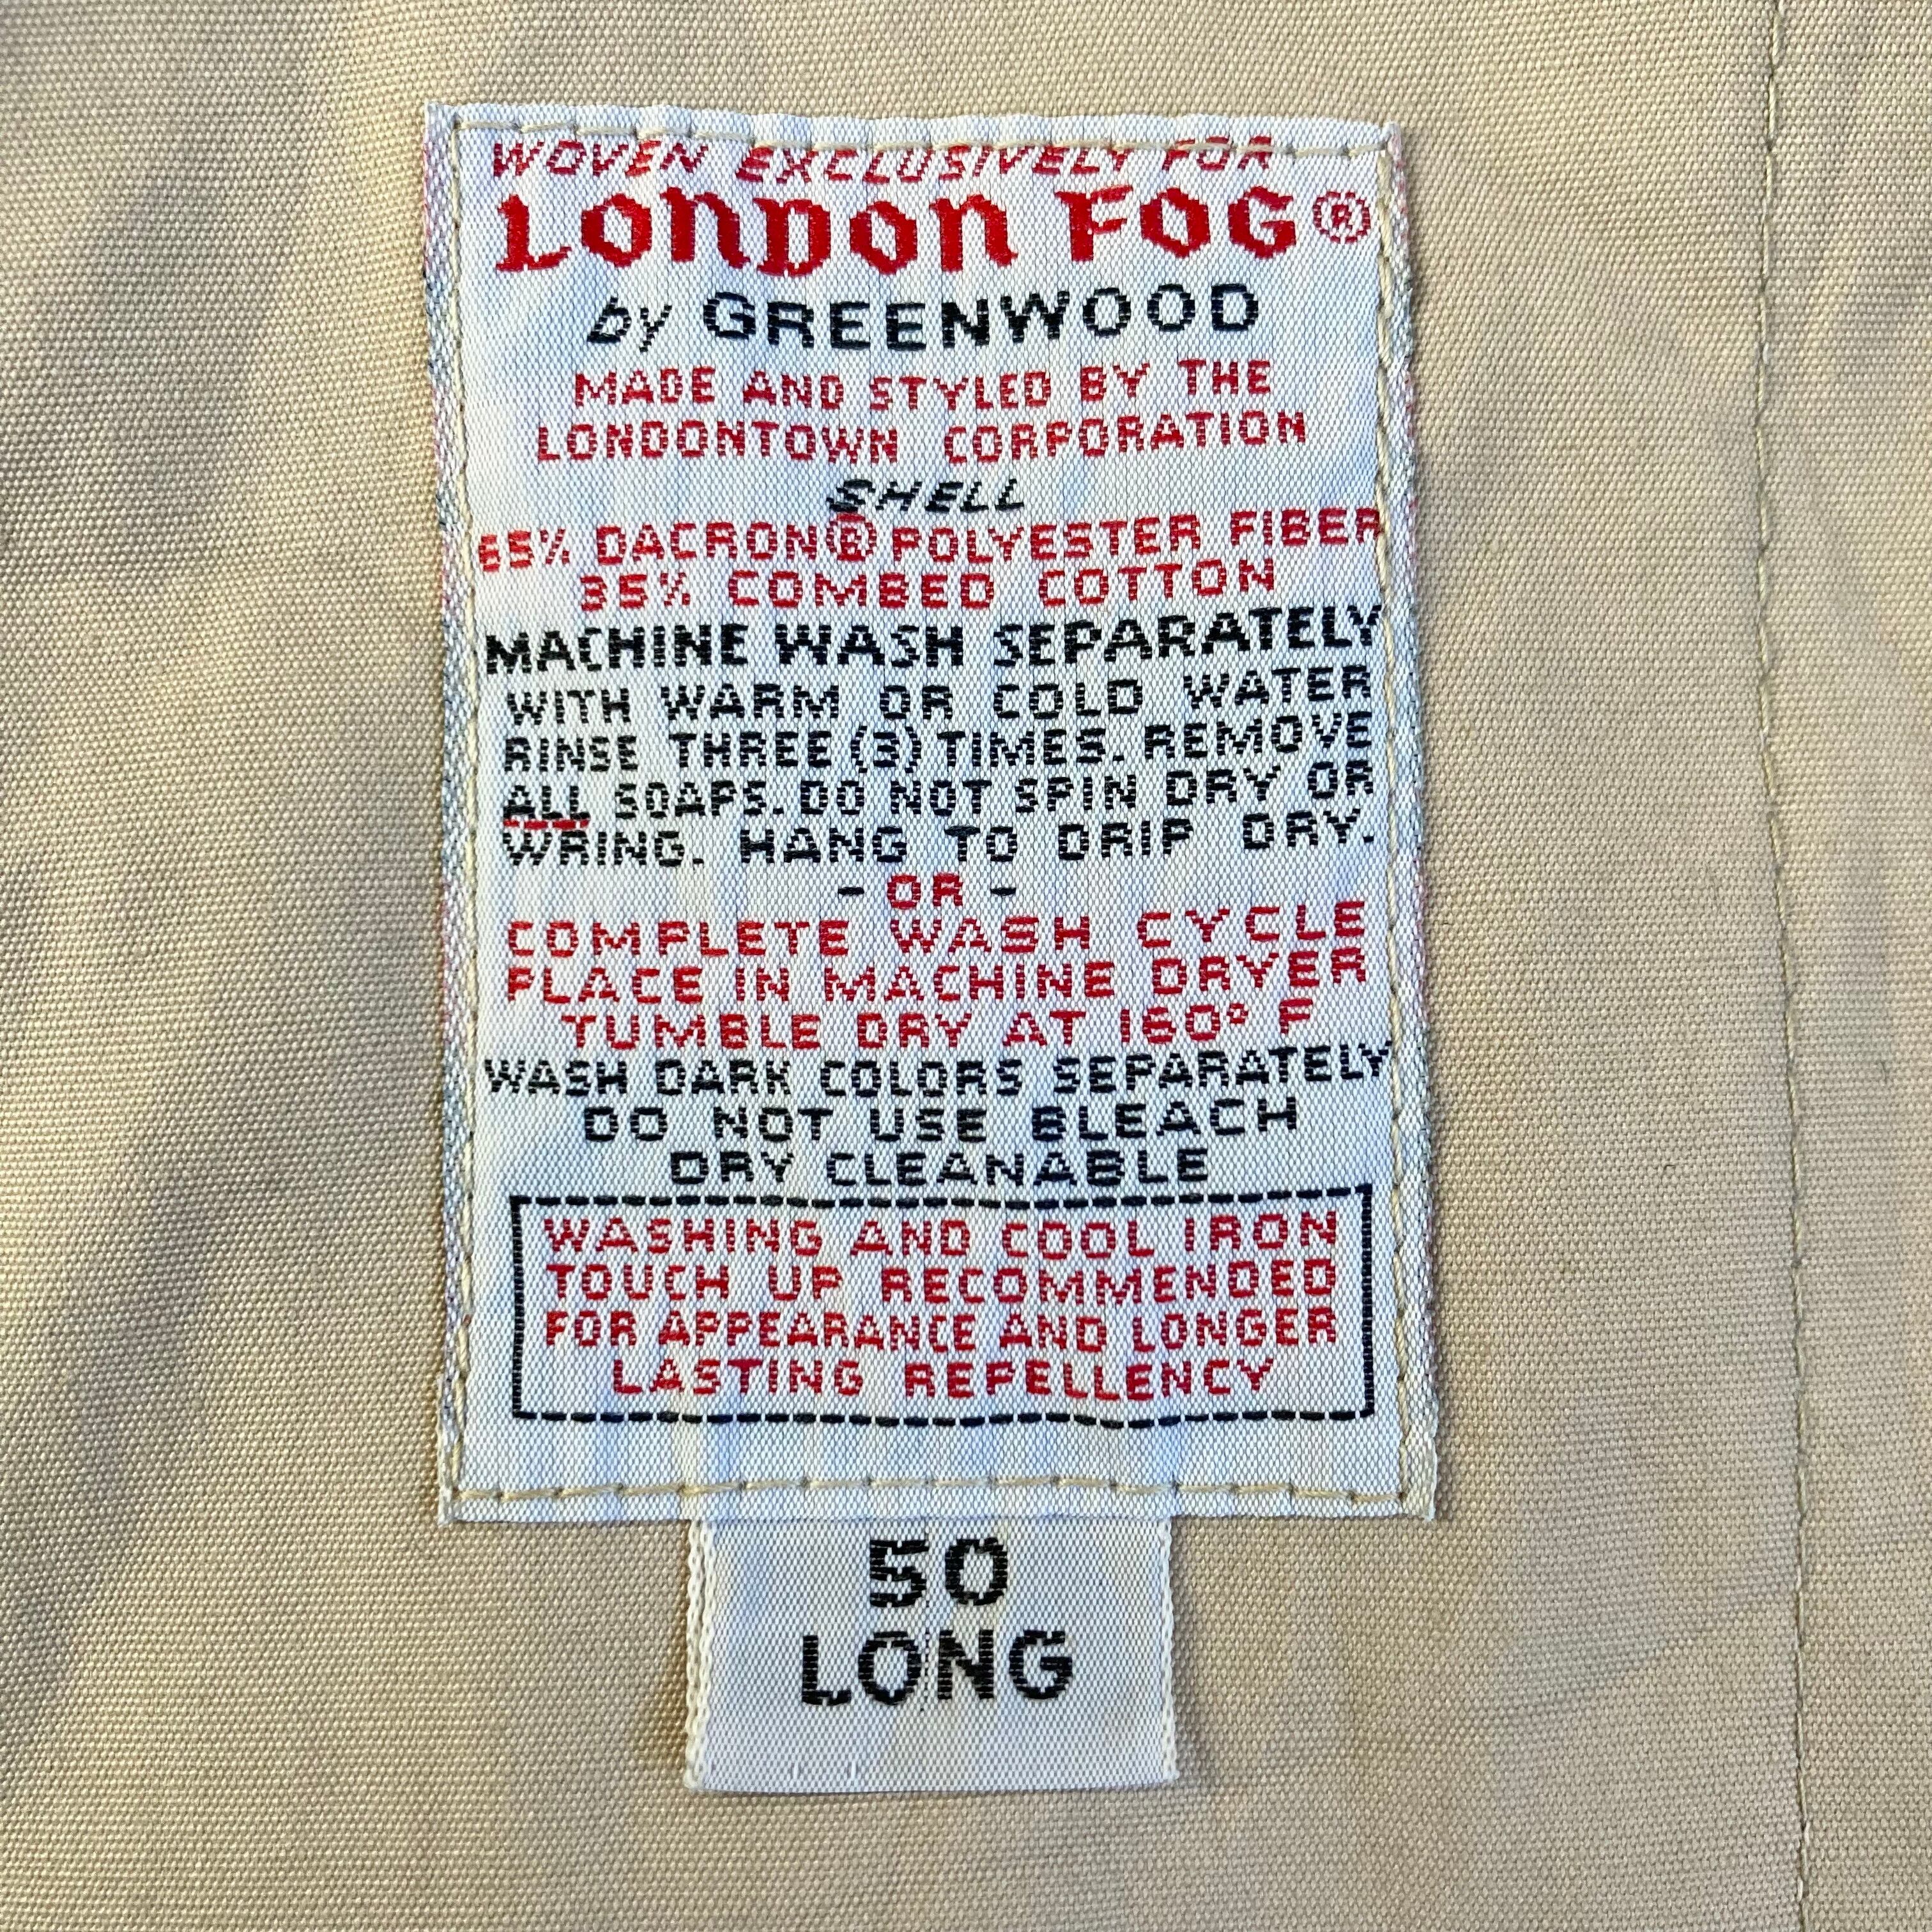 WOVEN EXCLUSIVELY FOR
LONDON FOG®
by GREENWOOD
MADE AND STYLED BY THE
LONDONTOWN CORPORATION
SHELL
65% DACRON® POLYESTER FIBER
35% COMBED COTTON
MACHINE WASH SEPARATELY
WITH WARM OR COLD WATER
RINSE THREE (3) TIMES. REMOVE
ALL SOAPS. DO NOT SPIN DRY OR
WRING. HANG TO DRIP DRY.
- OR -
COMPLETE WASH CYCLE
PLACE IN MACHINE DRYER
TUMBLE DRY AT 160° F
WASH DARK COLORS SEPARATELY
DO NOT USE BLEACH
DRY CLEANABLE
WASHING AND COOL IRON
TOUCH UP RECOMMENDED
FOR APPEARANCE AND LONGER
LASTING REPELLENCY
50
LONG